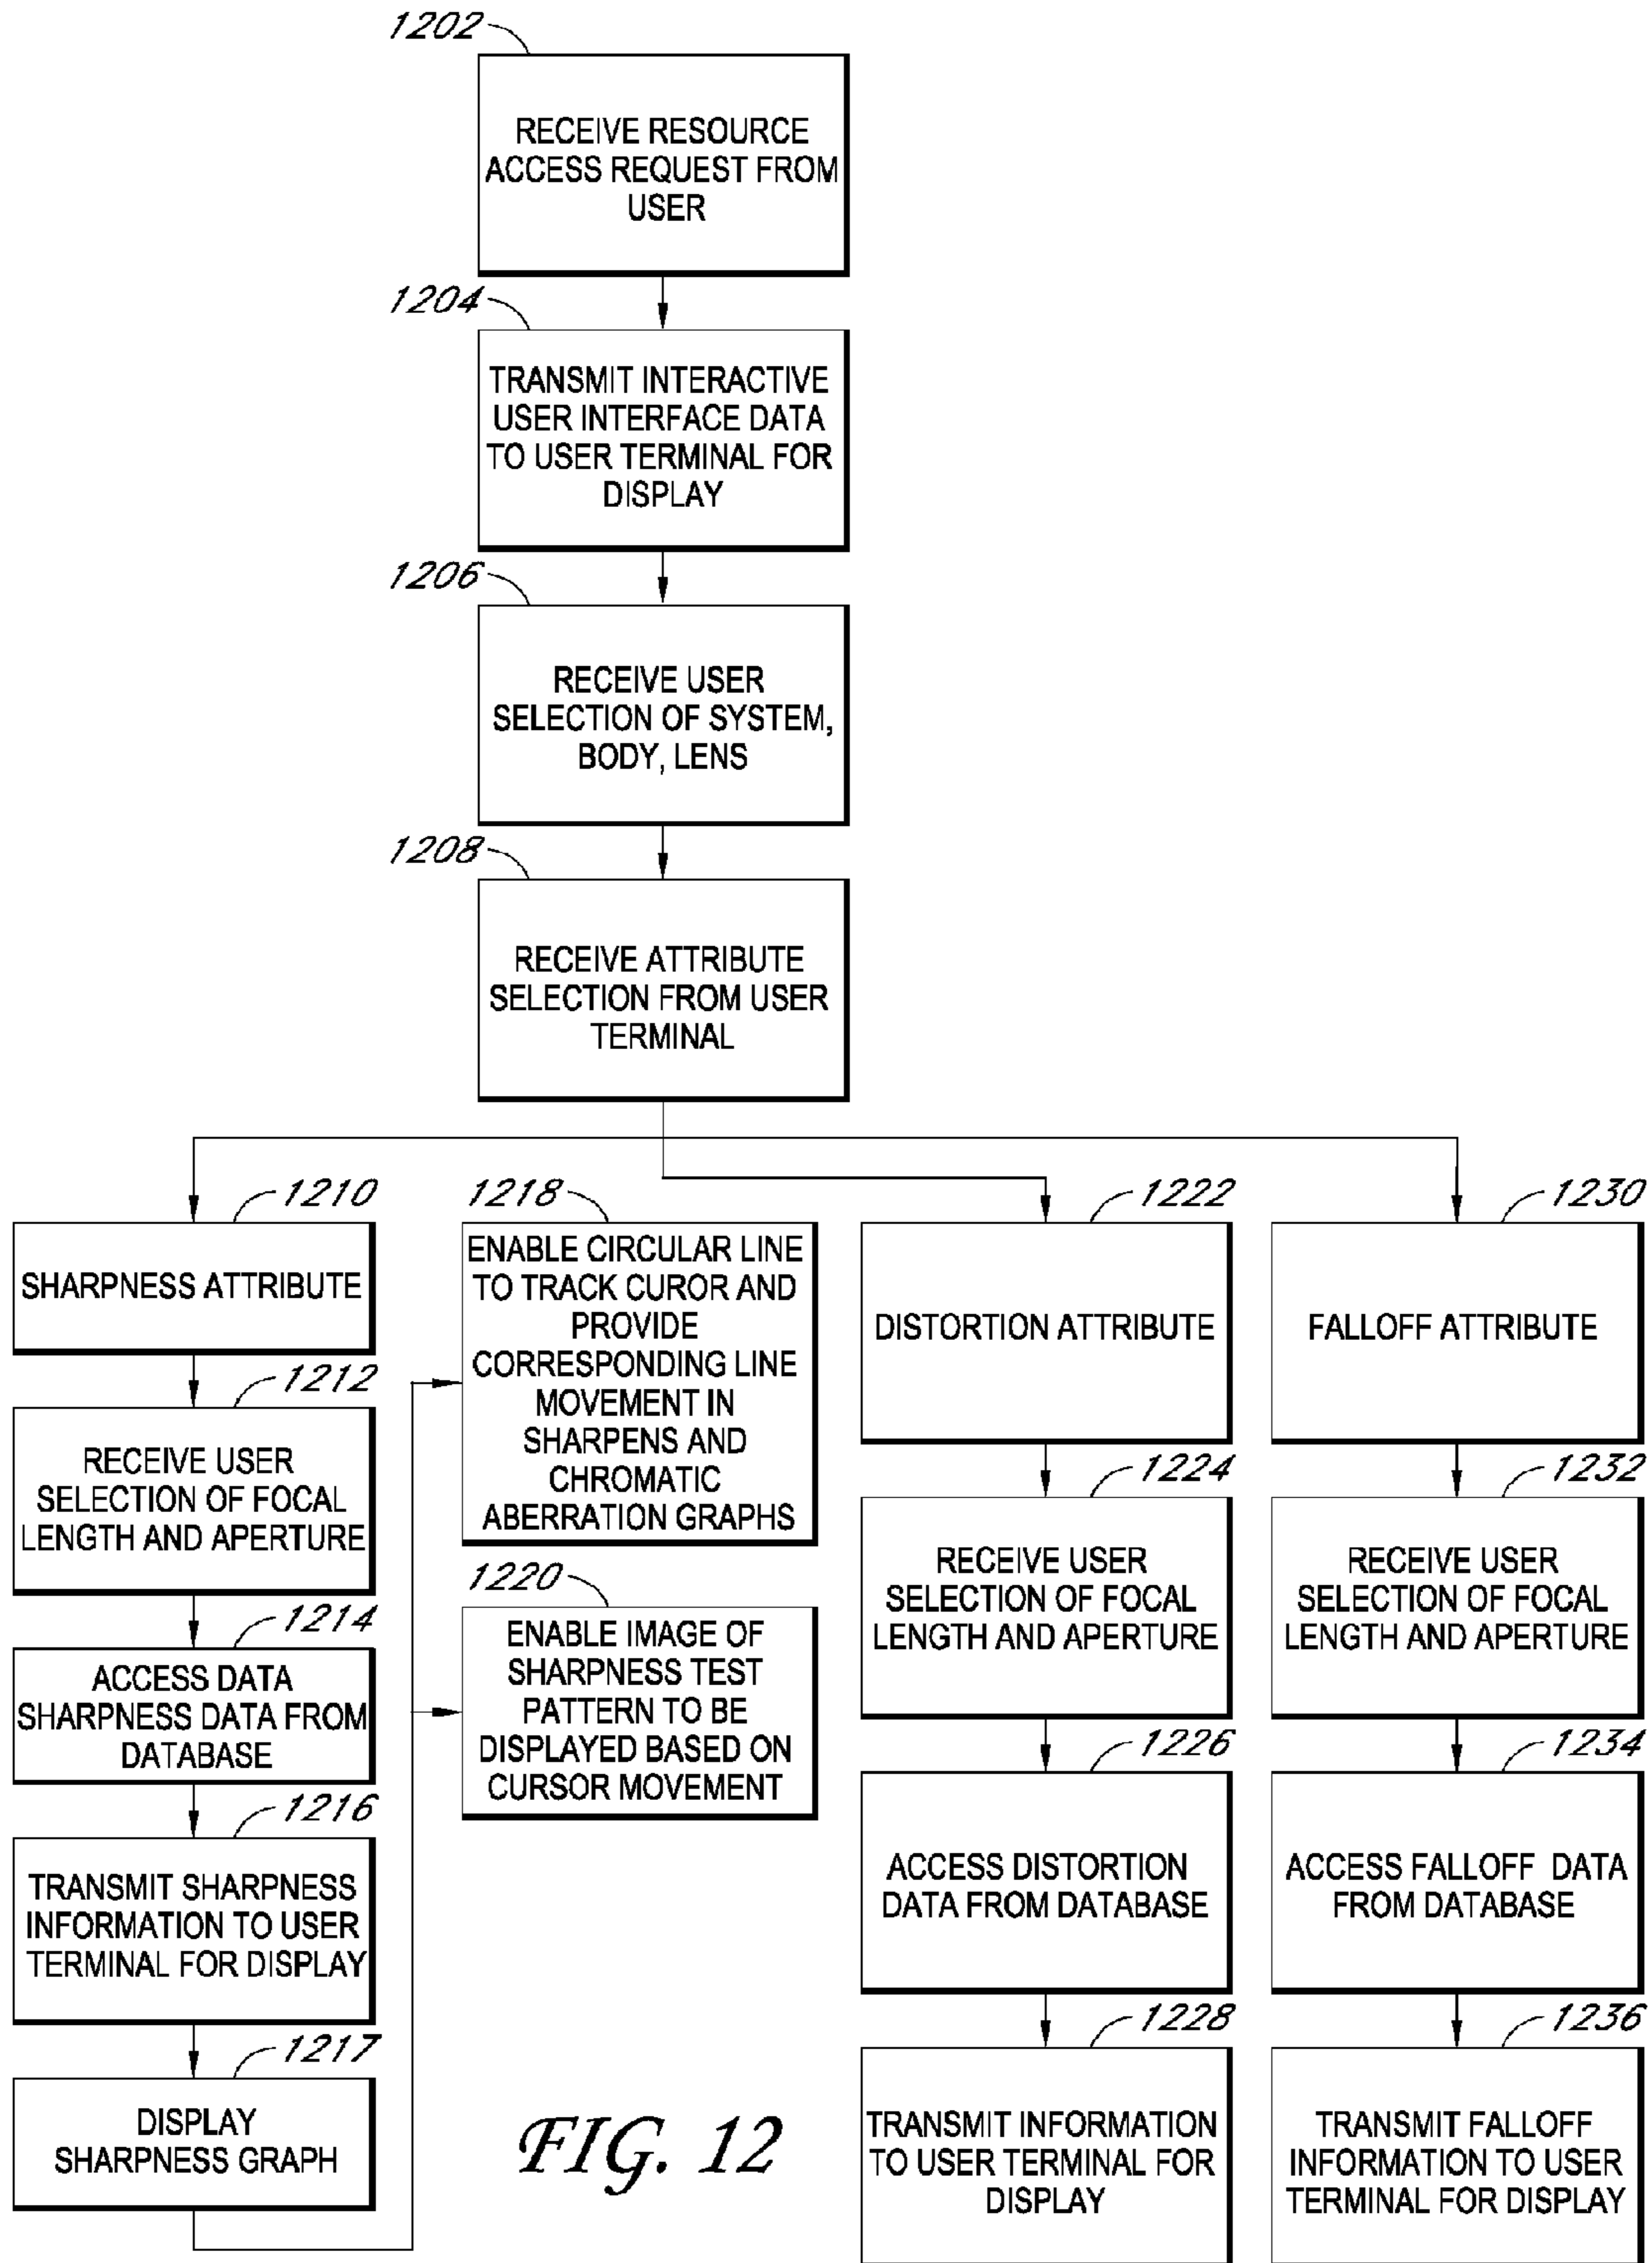 1202
RECEIVE RESOURCE
ACCESS REQUEST FROM
USER
1204
TRANSMIT INTERACTIVE
USER INTERFACE DATA
TO USER TERMINAL FOR
DISPLAY
1206
RECEIVE USER
SELECTION OF SYSTEM,
BODY, LENS
1208
RECEIVE ATTRIBUTE
SELECTION FROM USER
TERMINAL
1210
SHARPNESS ATTRIBUTE
1212
RECEIVE USER
SELECTION OF FOCAL
LENGTH AND APERTURE
1214
ACCESS DATA
SHARPNESS DATA FROM
DATABASE
1216
TRANSMIT SHARPNESS
INFORMATION TO USER
TERMINAL FOR DISPLAY
1217
DISPLAY
SHARPNESS GRAPH
1218
ENABLE CIRCULAR LINE
TO TRACK CUROR AND
PROVIDE
CORRESPONDING LINE
MOVEMENT IN
SHARPENS AND
CHROMATIC
ABERRATION GRAPHS
1220
ENABLE IMAGE OF
SHARPNESS TEST
PATTERN TO BE
DISPLAYED BASED ON
CURSOR MOVEMENT
1222
DISTORTION ATTRIBUTE
1224
RECEIVE USER
SELECTION OF FOCAL
LENGTH AND APERTURE
1226
ACCESS DISTORTION
DATA FROM DATABASE
1228
TRANSMIT INFORMATION
TO USER TERMINAL FOR
DISPLAY
1230
FALLOFF ATTRIBUTE
1232
RECEIVE USER
SELECTION OF FOCAL
LENGTH AND APERTURE
1234
ACCESS FALLOFF DATA
FROM DATABASE
1236
TRANSMIT FALLOFF
INFORMATION TO USER
TERMINAL FOR DISPLAY
FIG. 12